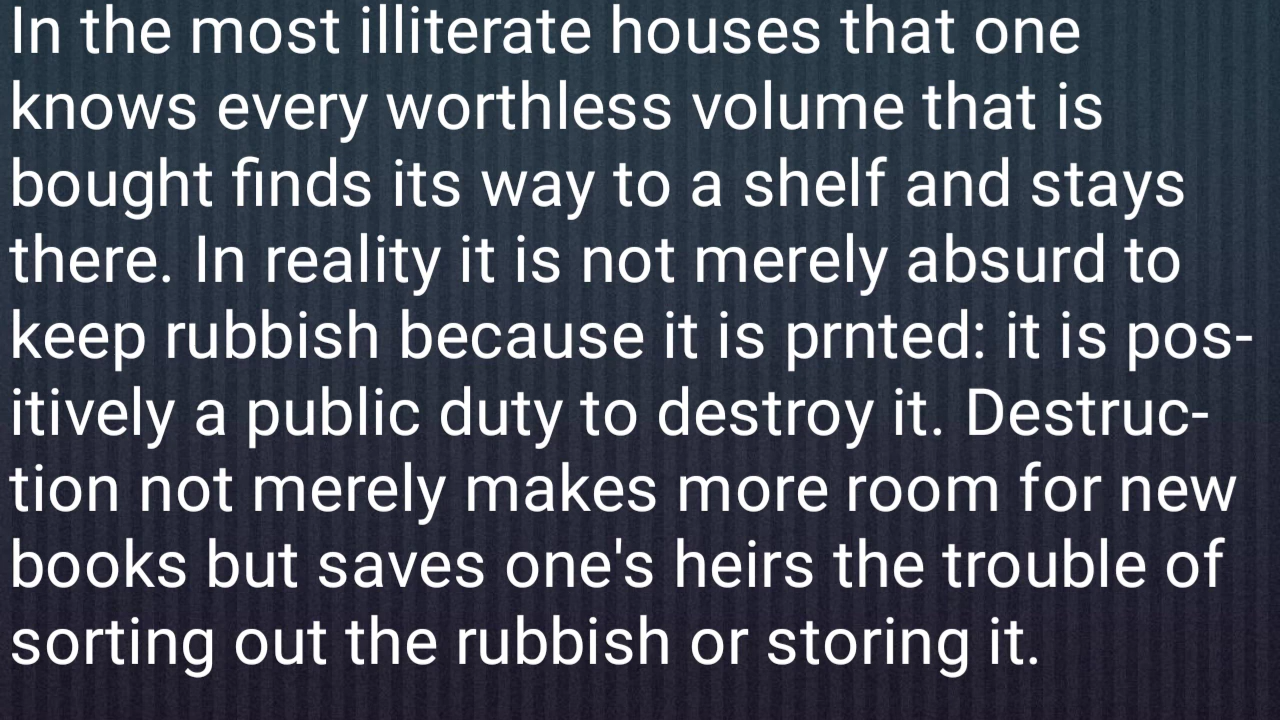 In the most illiterate houses that one
knows every worthless volume that is
bought finds its way to a shelf and stays
there. In reality it is not merely absurd to
keep rubbish because it is prnted: it is pos-
itively a public duty to destroy it. Destruc-
tion not merely makes more room for new
books but saves one's heirs the trouble of
sorting out the rubbish or storing it.